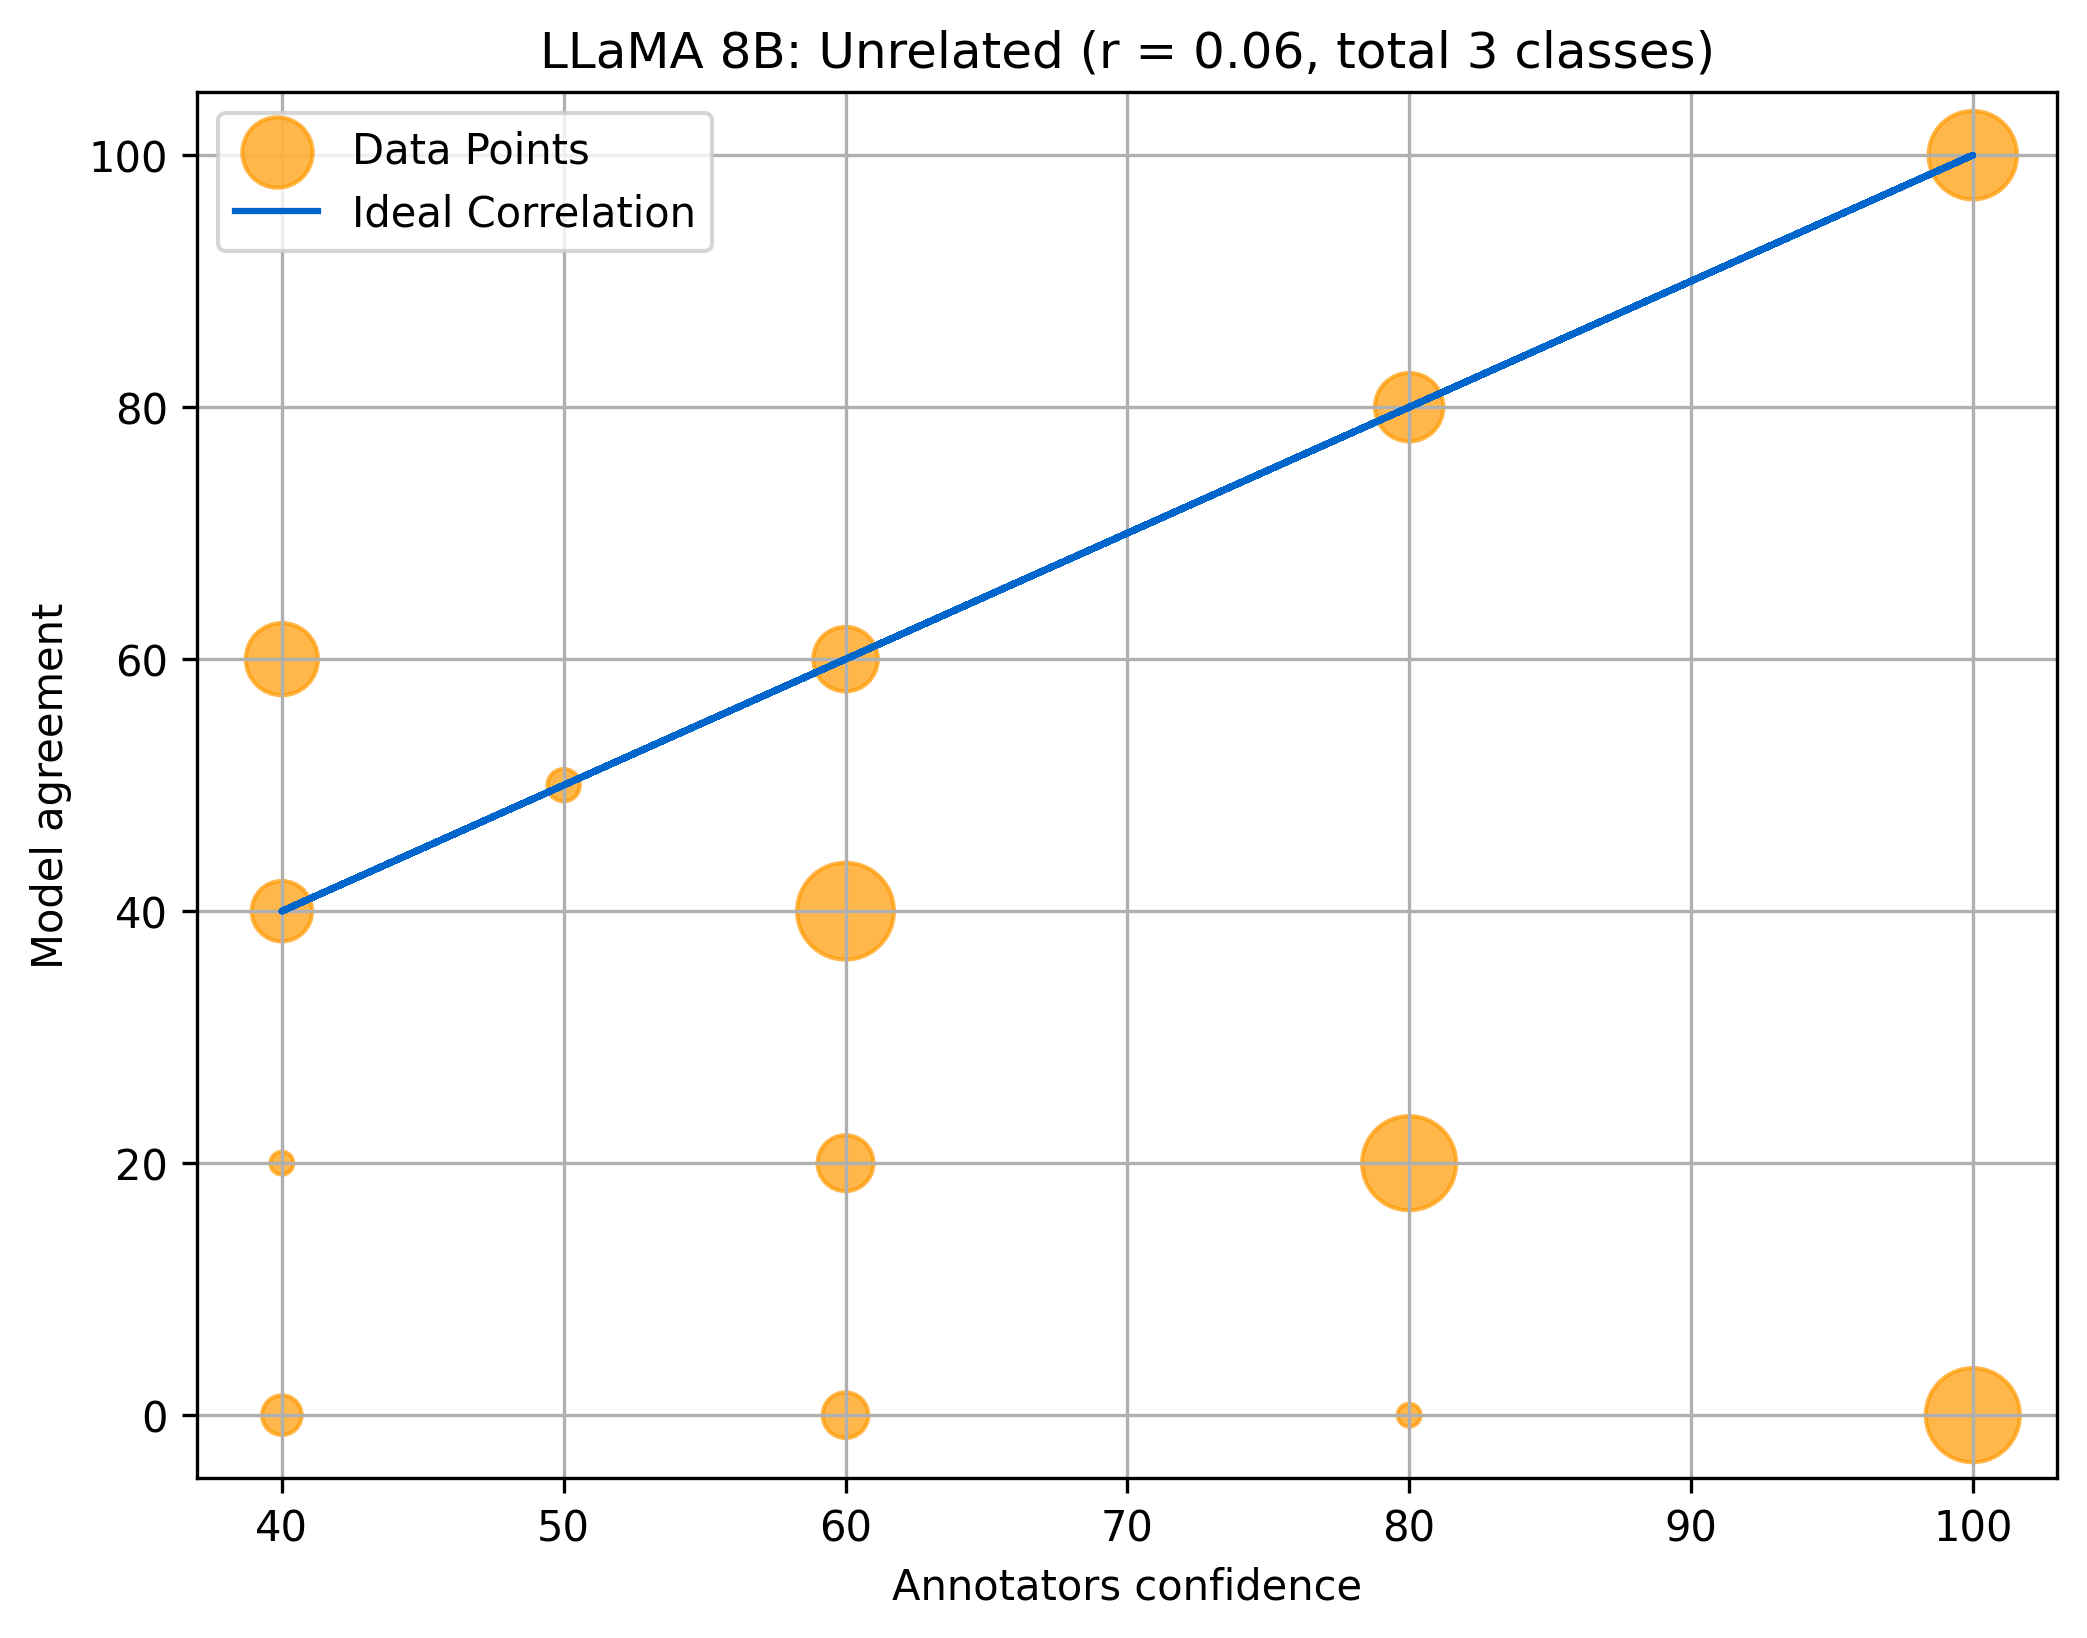 LLaMA 8B: Unrelated (r = 0.06, total 3 classes)
Data Points
Ideal Correlation
100
80
60
40
20
0
Model agreement
40 50 60 70 80 90 100
Annotators confidence